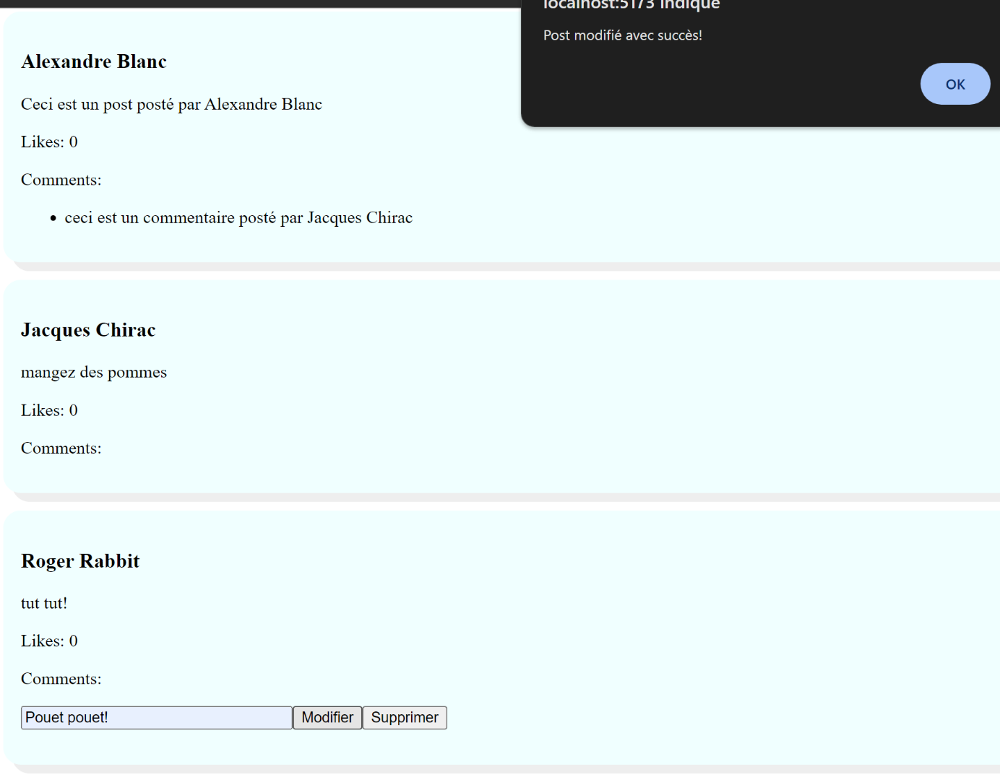 localhost:5173 indique
Post modifié avec succès!
OK
Alexandre Blanc
Ceci est un post posté par Alexandre Blanc
Likes: 0
Comments:
• ceci est un commentaire posté par Jacques Chirac
Jacques Chirac
mangez des pommes
Likes: 0
Comments:
Roger Rabbit
tut tut!
Likes: 0
Comments:
Pouet pouet! Modifier Supprimer